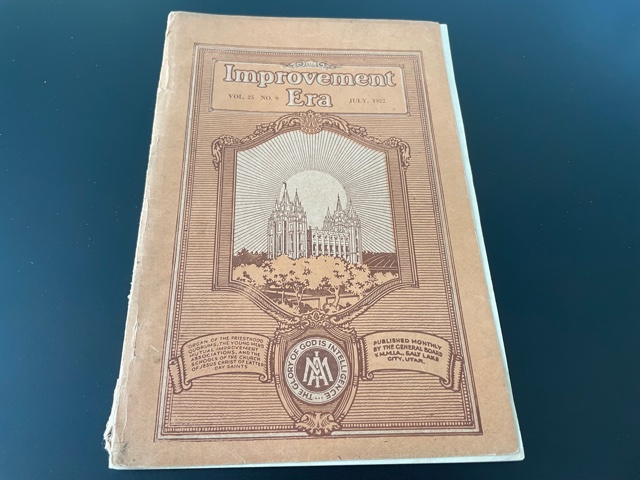 Improvement
Era
VOL. 25 NO. 9
JULY, 1922
ORGAN OF THE PRIESTHOOD
QUORUMS, THE YOUNG MEN'S
MUTUAL IMPROVEMENT
ASSOCIATIONS, AND THE
SCHOOLS OF THE CHURCH
OF JESUS CHRIST OF LATTER-
DAY SAINTS
THE GLORY OF GOD IS INTELLIGENCE
PUBLISHED MONTHLY
BY THE GENERAL BOARD
Y.M.M.I.A., SALT LAKE
CITY, UTAH.